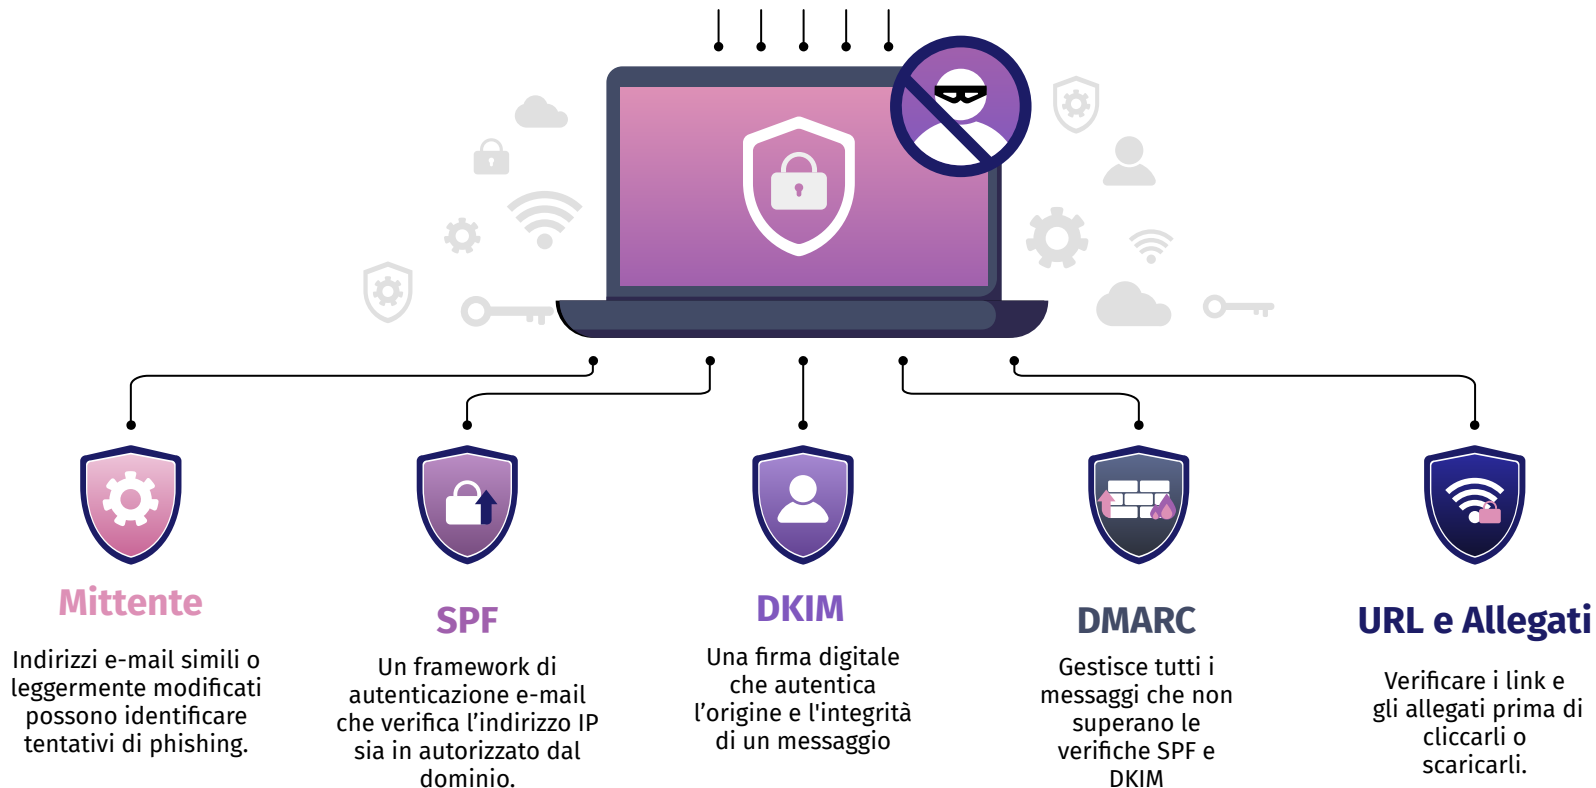 Mittente
Indirizzi e-mail simili o
leggermente modificati
possono identificare
tentativi di phishing.
SPF
Un framework di
autenticazione e-mail
che verifica l’indirizzo IP
sia in autorizzato dal
dominio.
DKIM
Una firma digitale
che autentica
l’origine e l'integrità
di un messaggio
DMARC
Gestisce tutti i
messaggi che non
superano le
verifiche SPF e
DKIM
URL e Allegati
Verificare i link e
gli allegati prima di
cliccarli o
scaricarli.